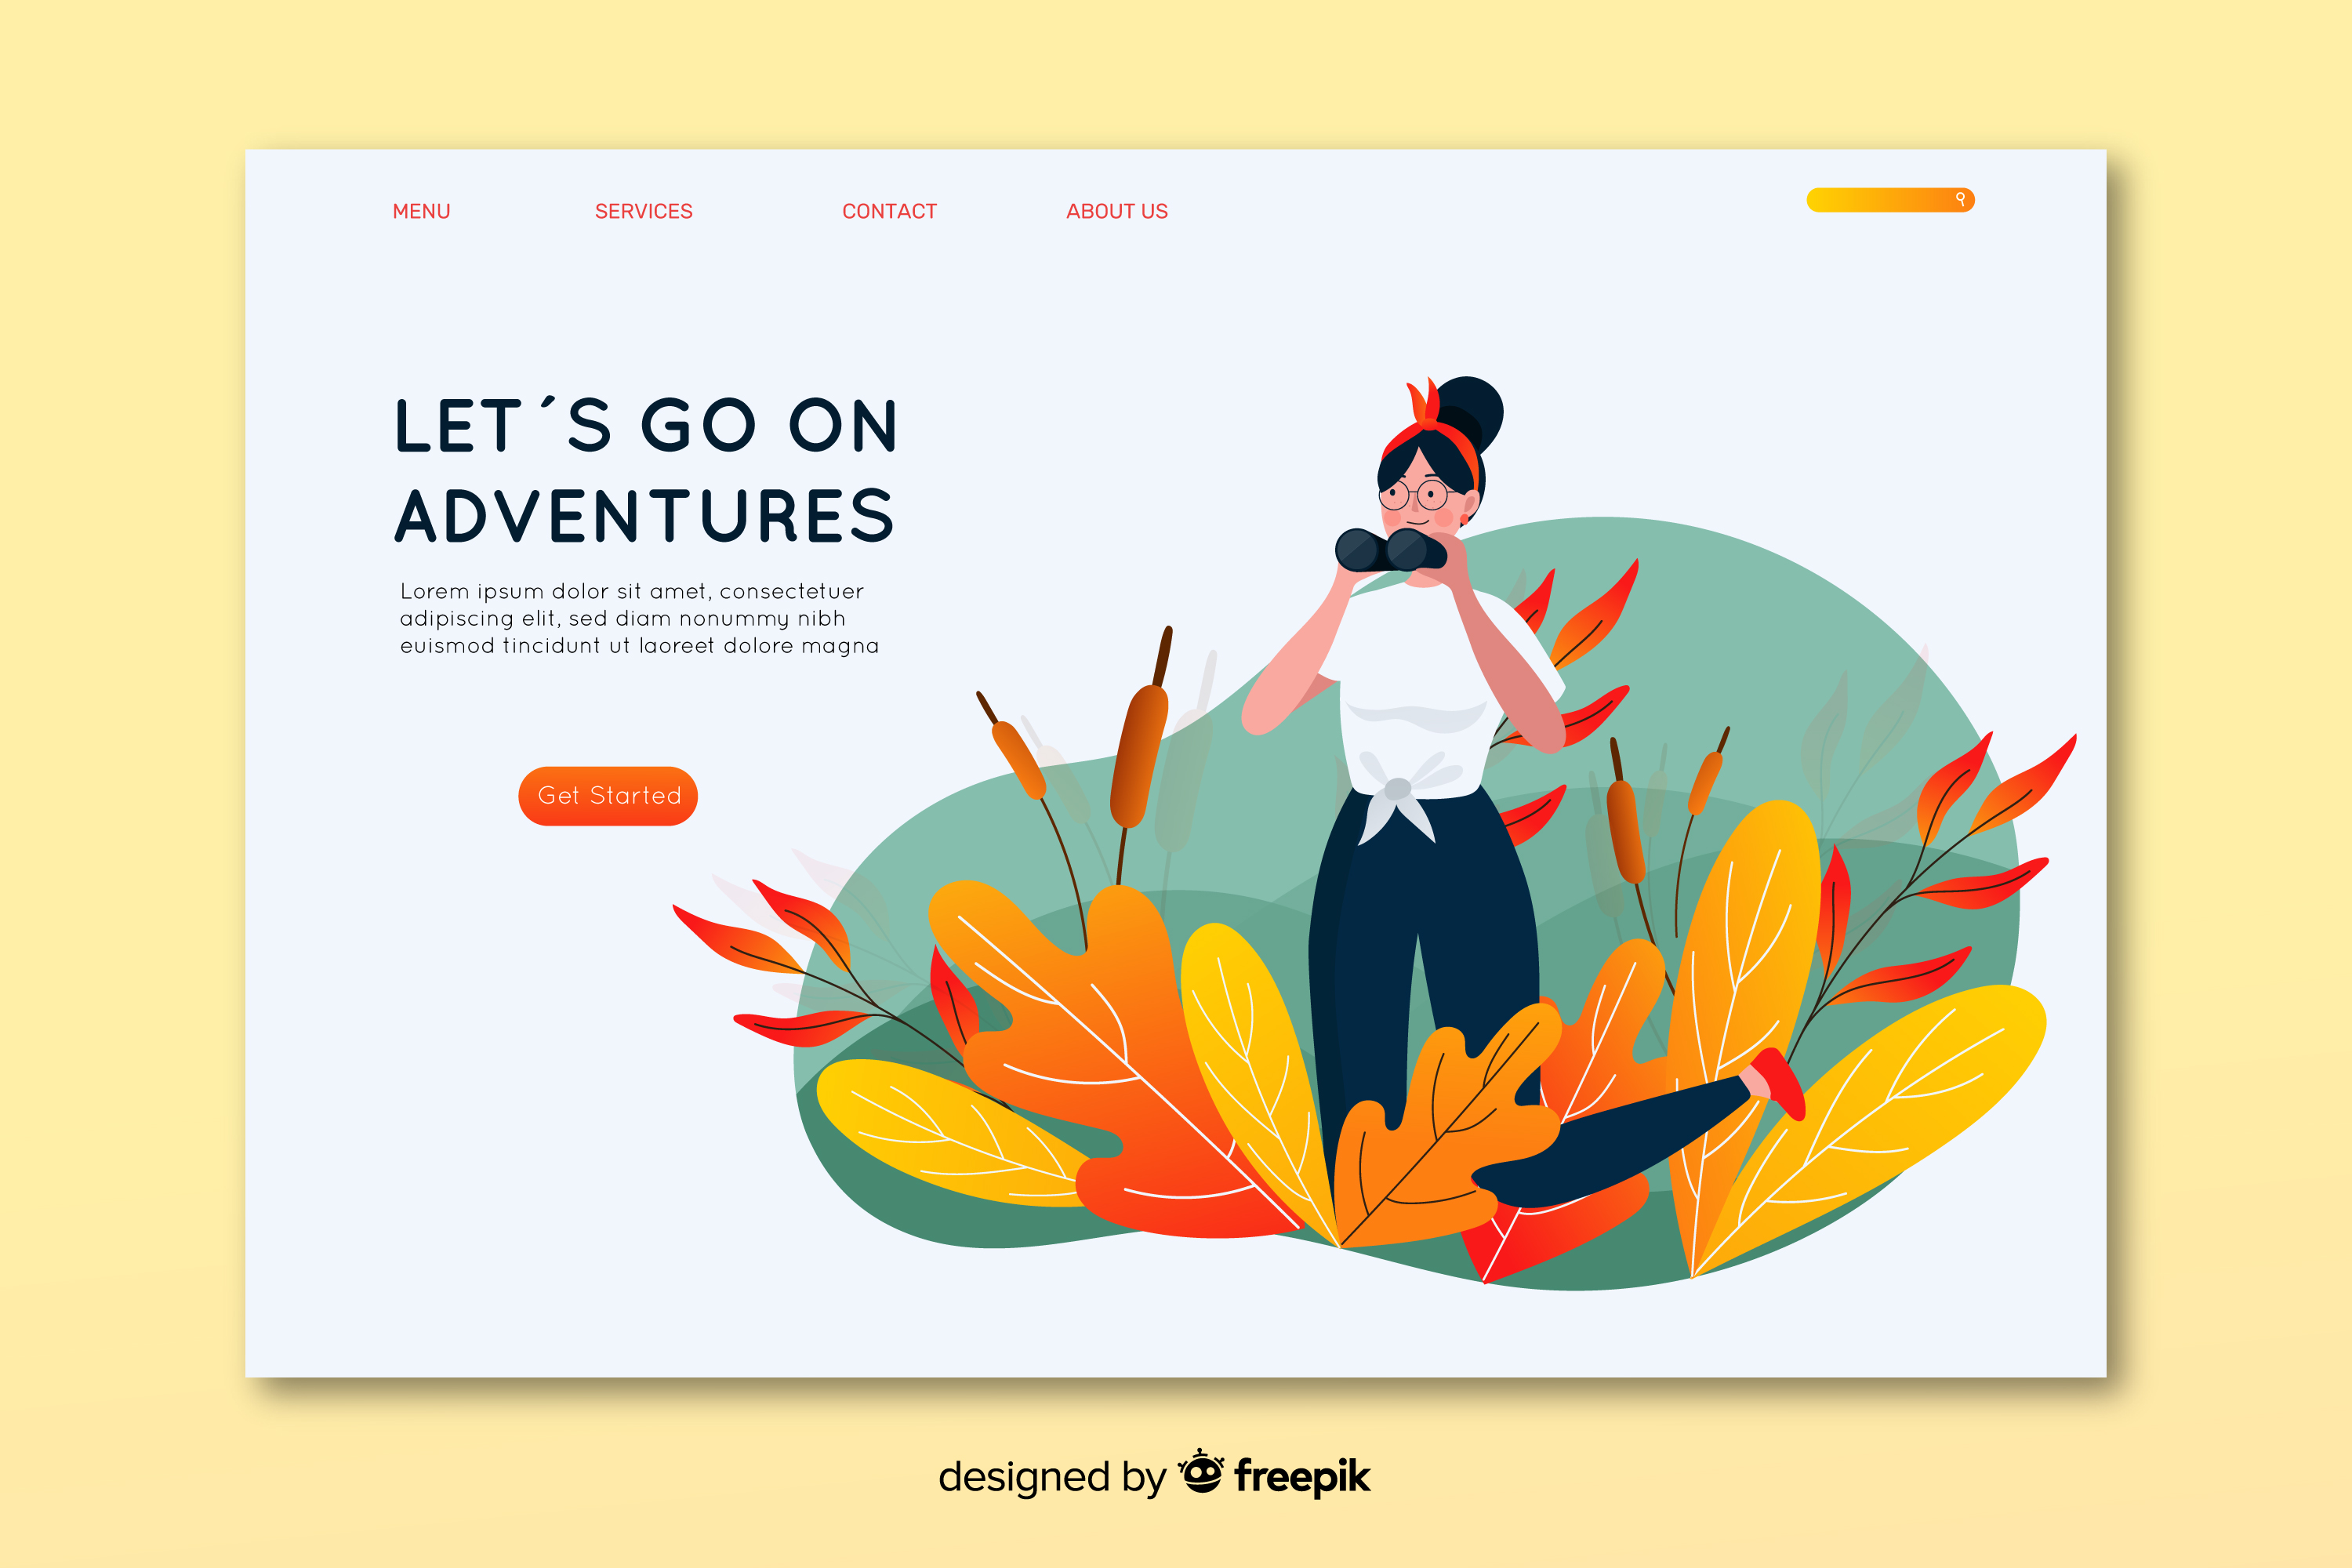 MENU SERVICES CONTACT ABOUT US
LET´S GO ON
ADVENTURES
Lorem ipsum dolor sit amet, consectetuer
adipiscing elit, sed diam nonummy nibh
euismod tincidunt ut laoreet dolore magna
Get Started
designed by freepik